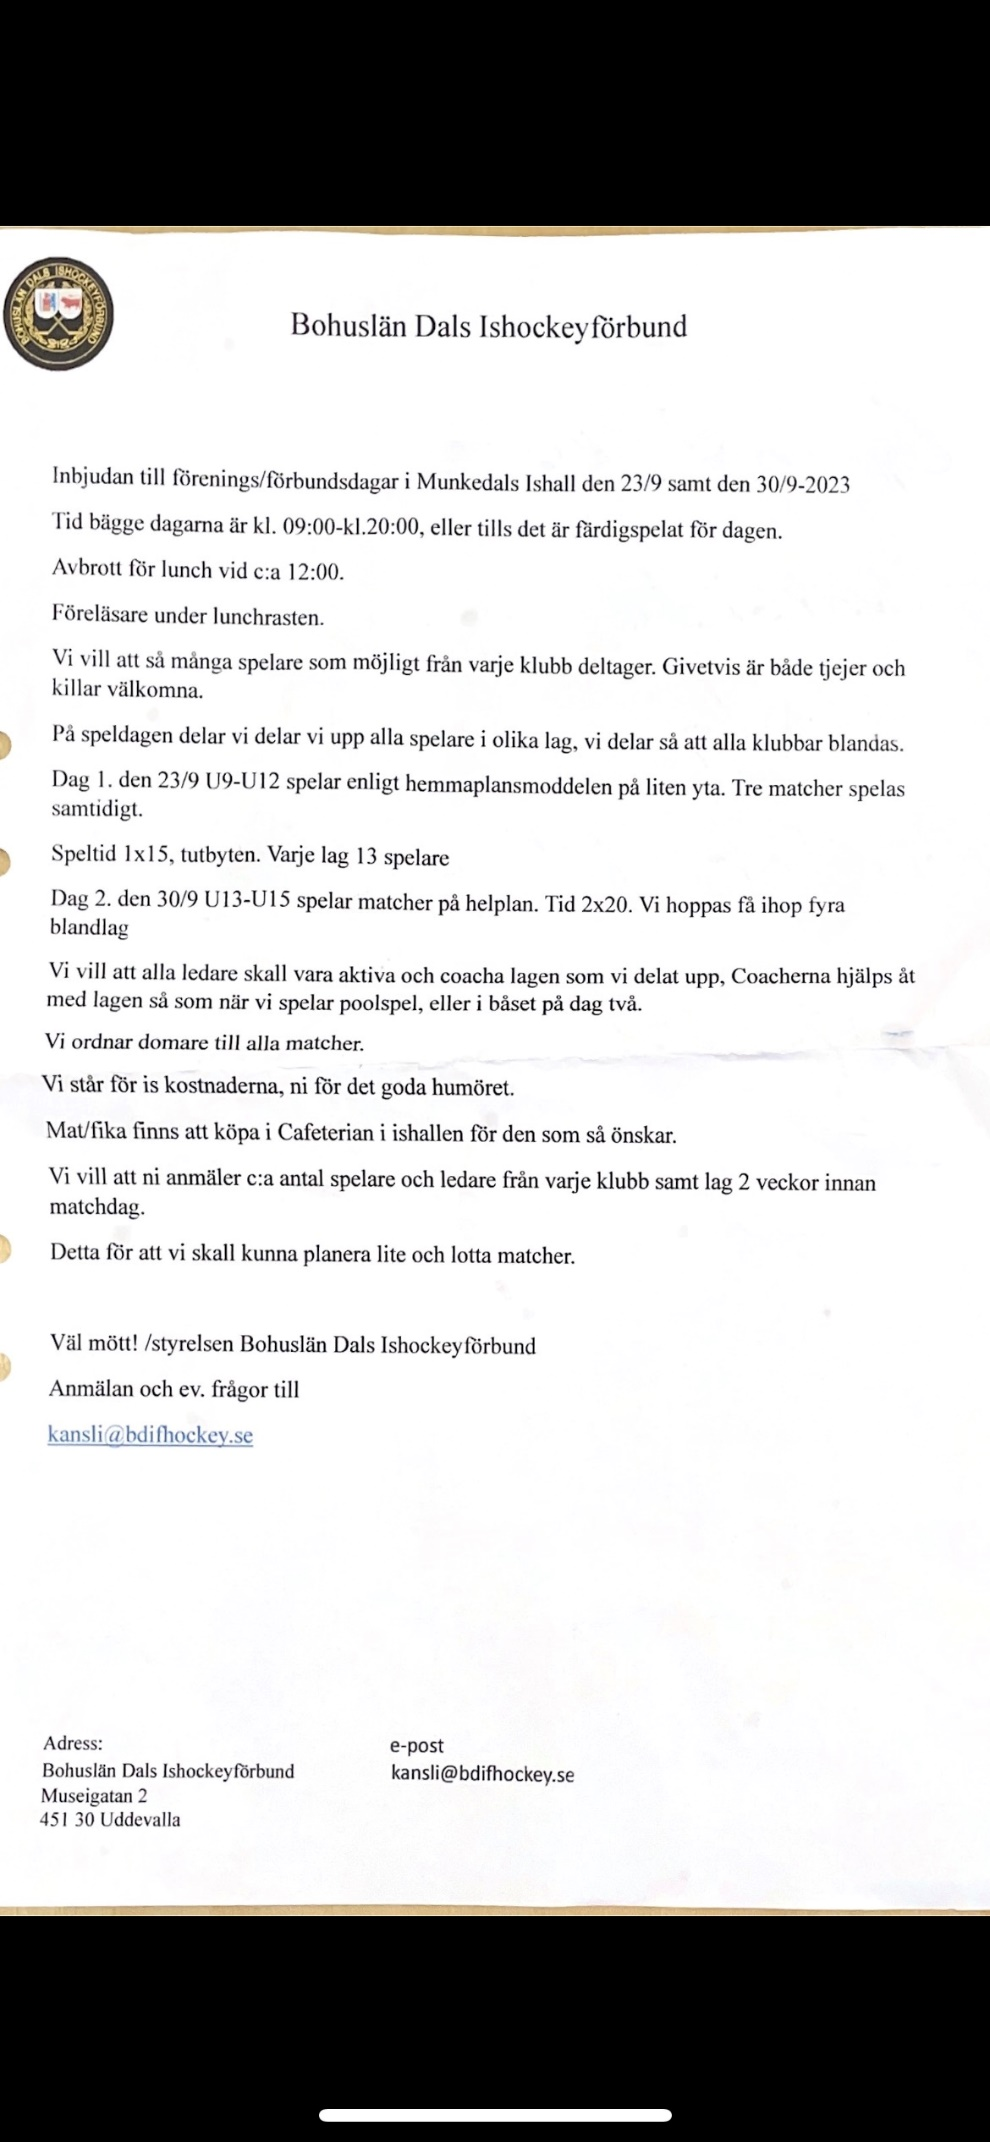 BOHUSLÄN DALS ISHOCKEYFÖRBUND
Bohuslän Dals Ishockeyförbund
Inbjudan till förenings/förbundsdagar i Munkedals Ishall den 23/9 samt den 30/9-2023
Tid bägge dagarna är kl. 09:00-kl.20:00, eller tills det är färdigspelat för dagen.
Avbrott för lunch vid c:a 12:00.
Föreläsare under lunchrasten.
Vi vill att så många spelare som möjligt från varje klubb deltager. Givetvis är både tjejer och
killar välkomna.
På speldagen delar vi delar vi upp alla spelare i olika lag, vi delar så att alla klubbar blandas.
Dag 1. den 23/9 U9-U12 spelar enligt hemmaplansmoddelen på liten yta. Tre matcher spelas
samtidigt.
Speltid 1x15, tutbyten. Varje lag 13 spelare
Dag 2. den 30/9 U13-U15 spelar matcher på helplan. Tid 2x20. Vi hoppas få ihop fyra
blandlag
Vi vill att alla ledare skall vara aktiva och coacha lagen som vi delat upp, Coacherna hjälps åt
med lagen så som när vi spelar poolspel, eller i båset på dag två.
Vi ordnar domare till alla matcher.
Vi står för is kostnaderna, ni för det goda humöret.
Mat/fika finns att köpa i Cafeterian i ishallen för den som så önskar.
Vi vill att ni anmäler c:a antal spelare och ledare från varje klubb samt lag 2 veckor innan
matchdag.
Detta för att vi skall kunna planera lite och lotta matcher.
Väl mött! /styrelsen Bohuslän Dals Ishockeyförbund
Anmälan och ev. frågor till
kansli@bdifhockey.se
Adress:
Bohuslän Dals Ishockeyförbund
Museigatan 2
451 30 Uddevalla
e-post
kansli@bdifhockey.se